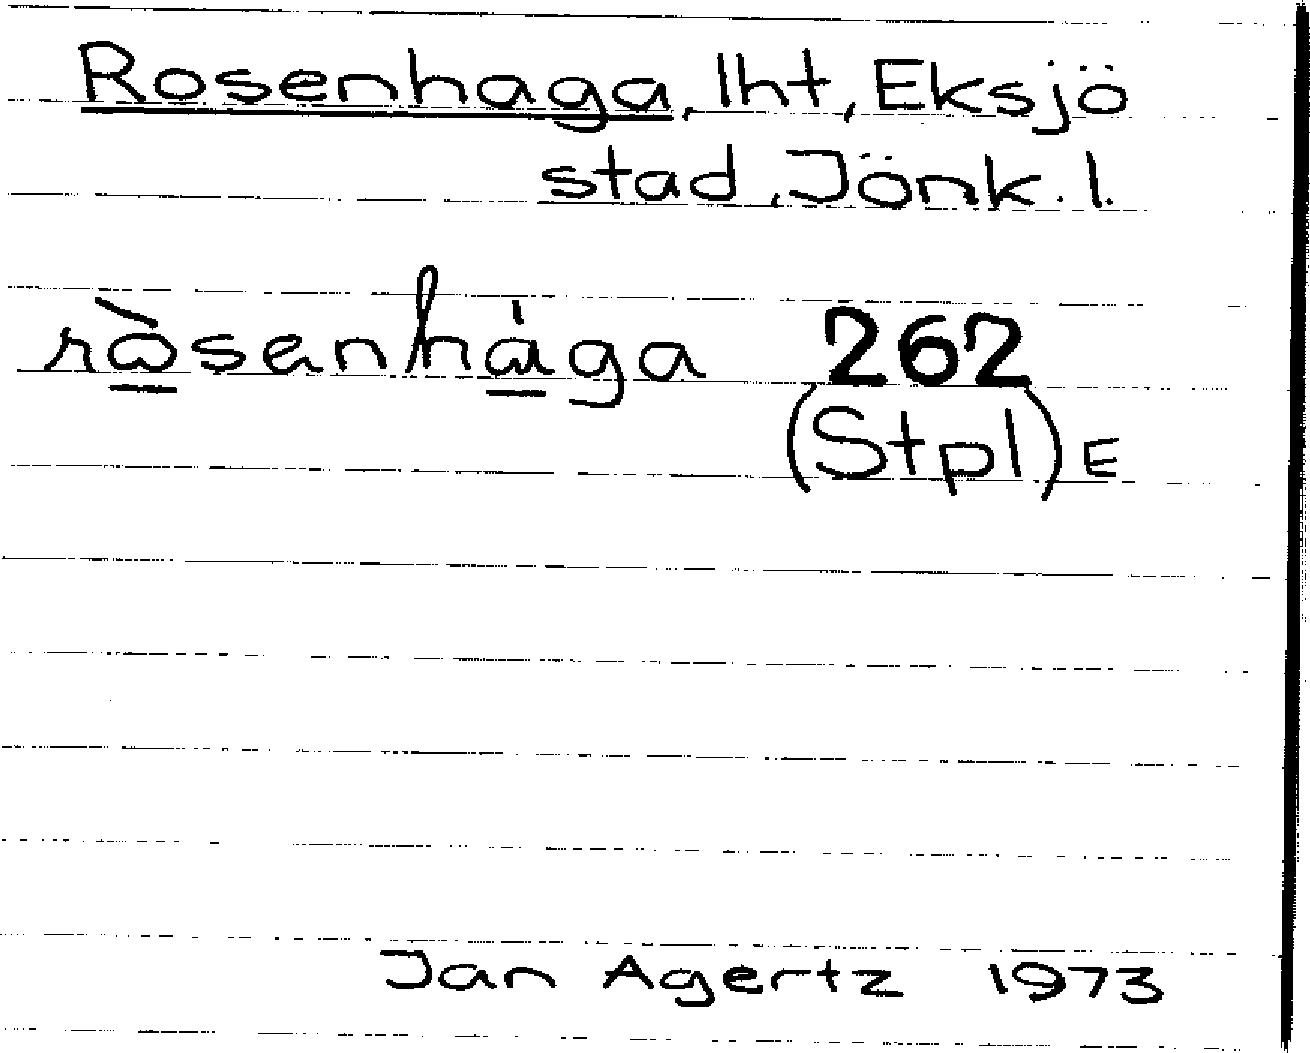 Rosenhaga, lht, Eksjö
stad, Jönk. l.
ròsenhága 262
(Stpl) E
Jan Agertz 1973